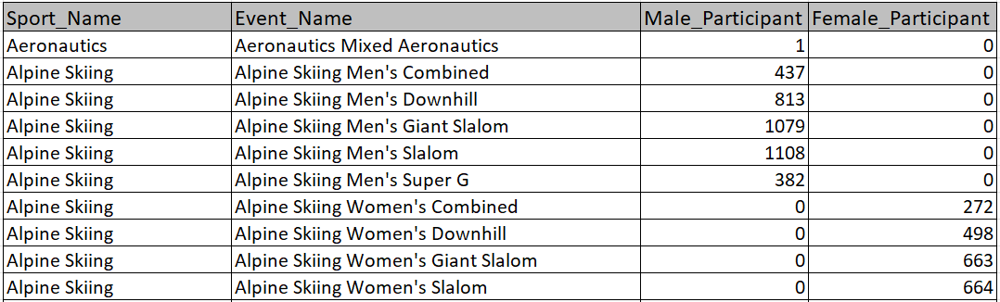 Sport_Name Event_Name Male_Participant Female_Participant
Aeronautics Aeronautics Mixed Aeronautics 1 0
Alpine Skiing Alpine Skiing Men's Combined 437 0
Alpine Skiing Alpine Skiing Men's Downhill 813 0
Alpine Skiing Alpine Skiing Men's Giant Slalom 1079 0
Alpine Skiing Alpine Skiing Men's Slalom 1108 0
Alpine Skiing Alpine Skiing Men's Super G 382 0
Alpine Skiing Alpine Skiing Women's Combined 0 272
Alpine Skiing Alpine Skiing Women's Downhill 0 498
Alpine Skiing Alpine Skiing Women's Giant Slalom 0 663
Alpine Skiing Alpine Skiing Women's Slalom 0 664